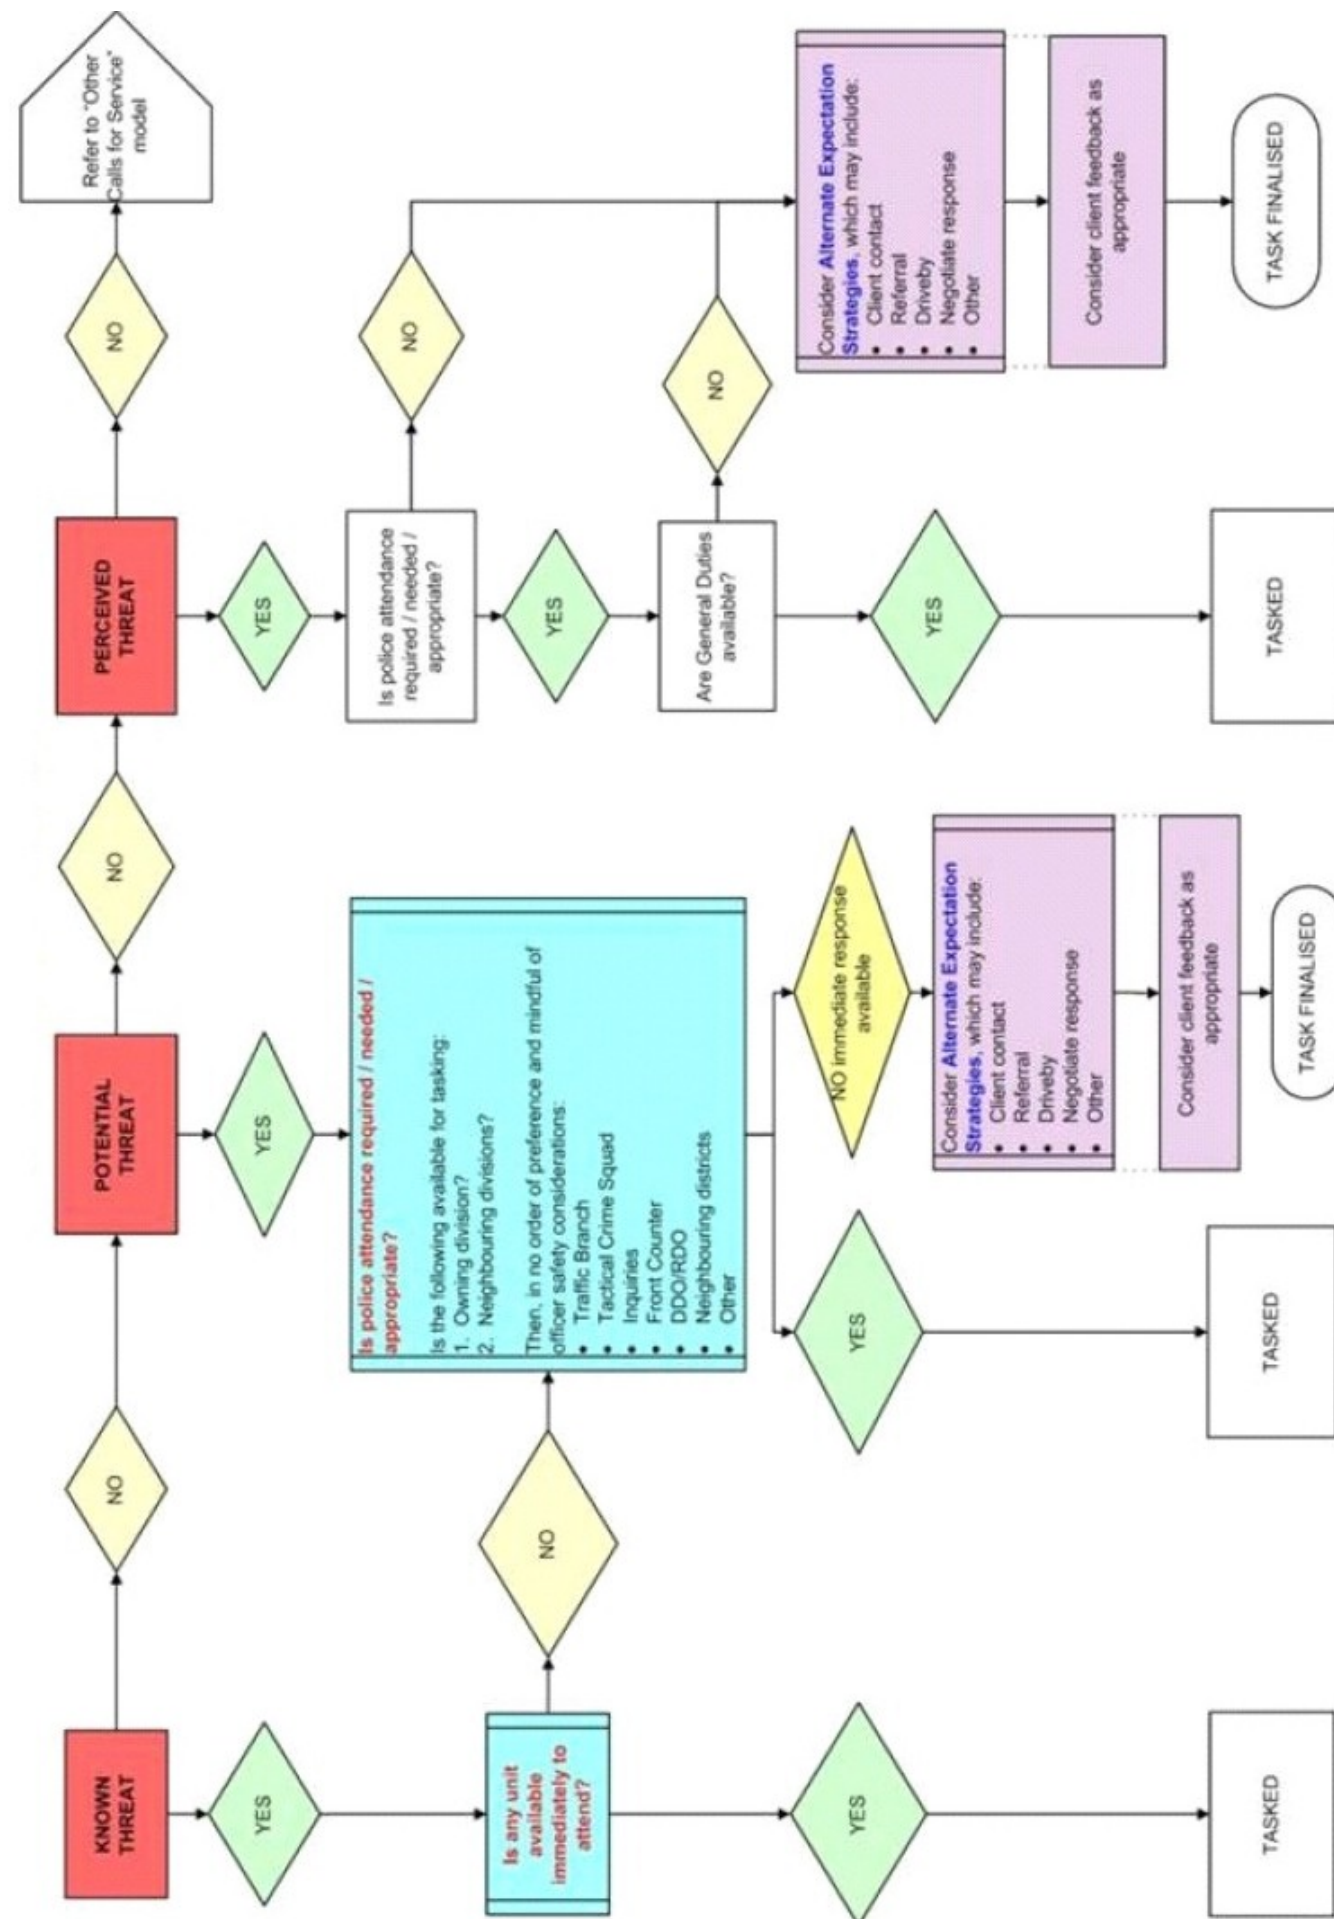 KNOWN
THREAT
NO
POTENTIAL
THREAT
NO
PERCEIVED
THREAT
NO
Refer to "Other
Calls for Service"
model
YES
YES
YES
Is any unit
available
immediately to
attend?
NO
Is police attendance required / needed /
appropriate?
Is the following available for tasking:
1. Owning division?
2. Neighbouring divisions?
Then, in no order of preference and mindful of
officer safety considerations:
• Traffic Branch
• Tactical Crime Squad
• Inquiries
• Front Counter
• DDO/RDO
• Neighbouring districts
• Other
Is police attendance
required / needed /
appropriate?
NO
YES
Are General Duties
available?
NO
YES
YES
NO immediate response
available
YES
Consider Alternate Expectation
Strategies, which may include:
• Client contact
• Referral
• Driveby
• Negotiate response
• Other
Consider client feedback as
appropriate
TASK FINALISED
Consider Alternate Expectation
Strategies, which may include:
• Client contact
• Referral
• Driveby
• Negotiate response
• Other
Consider client feedback as
appropriate
TASK FINALISED
TASKED
TASKED
TASKED